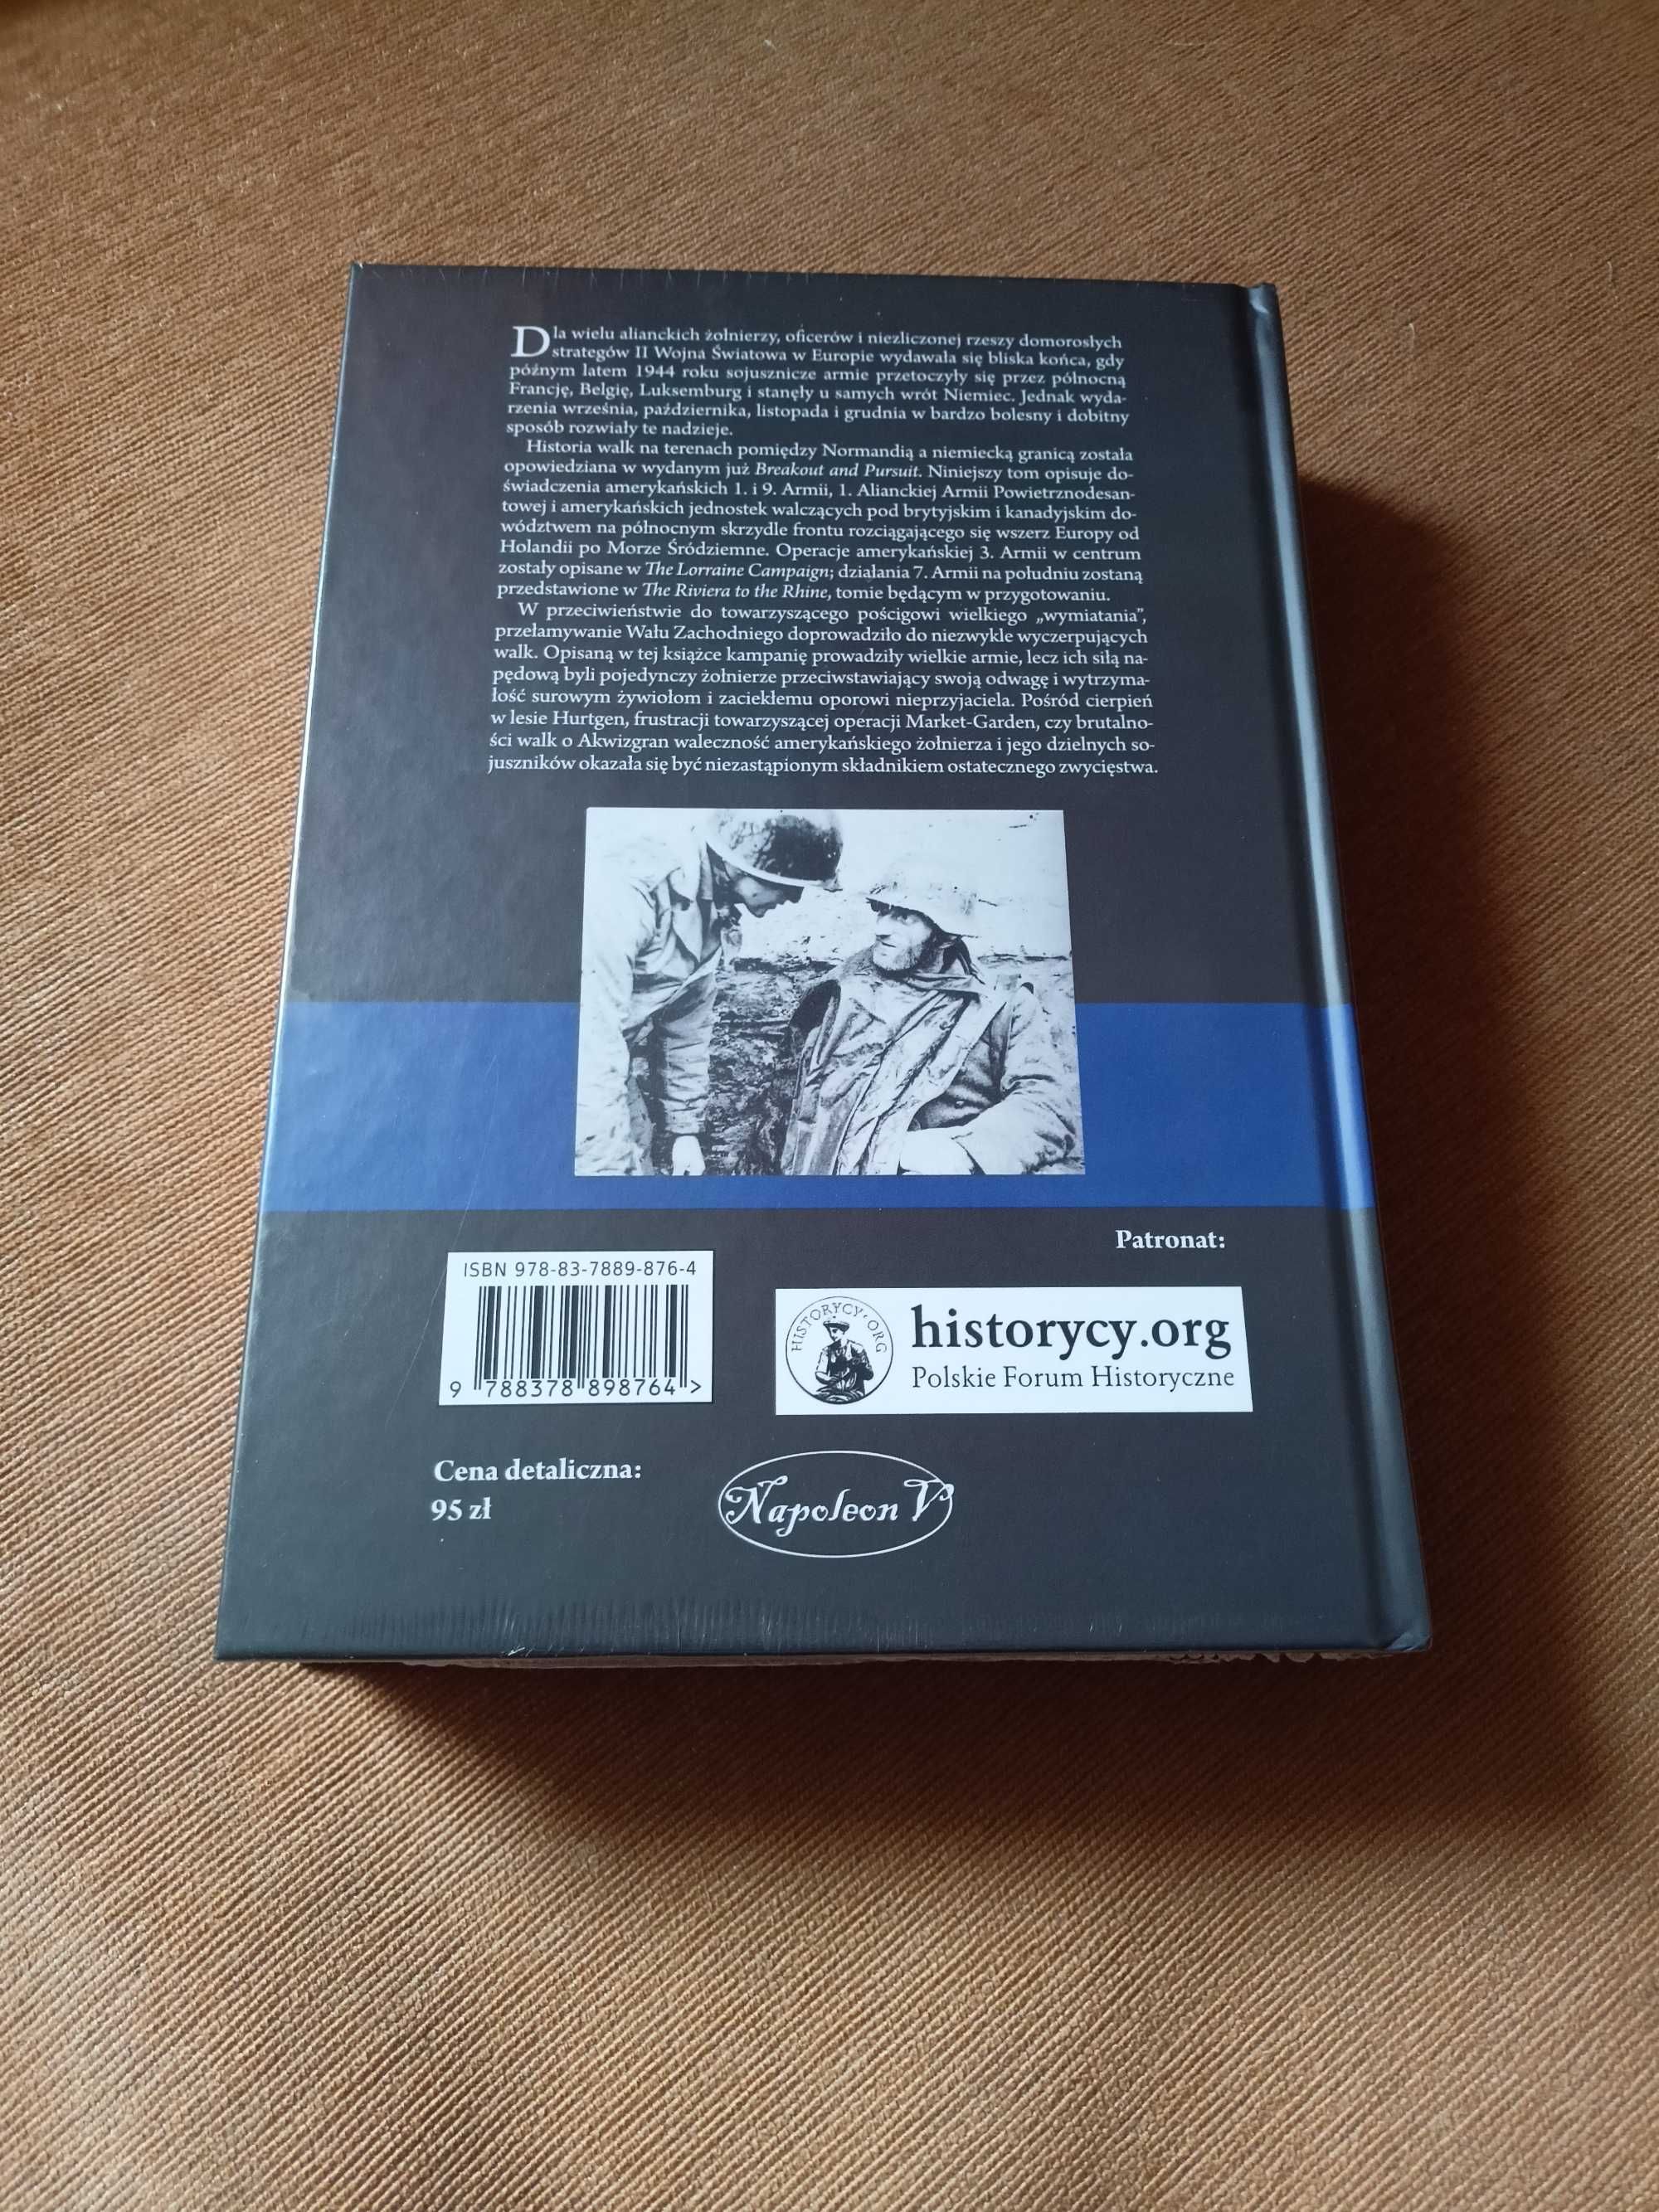 Dla wielu alianckich żołnierzy, oficerów i niezliczonej rzeszy domorosłych
strategów II Wojna Światowa w Europie wydawała się bliska końca, gdy
późnym latem 1944 roku sojusznicze armie przetoczyły się przez północną
Francję, Belgię, Luksemburg i stanęły u samych wrót Niemiec. Jednak wyda-
rzenia września, października, listopada i grudnia w bardzo bolesny i dobitny
sposób rozwiały te nadzieje.
Historia walk na terenach pomiędzy Normandią a niemiecką granicą została
opowiedziana w wydanym już Breakout and Pursuit. Niniejszy tom opisuje do-
świadczenia amerykańskich 1. i 9. Armii, 1. Alianckiej Armii Powietrznodesan-
towej i amerykańskich jednostek walczących pod brytyjskim i kanadyjskim do-
wództwem na północnym skrzydle frontu rozciągającego się wszerz Europy od
Holandii po Morze Śródziemne. Operacje amerykańskiej 3. Armii w centrum
zostały opisane w The Lorraine Campaign; działania 7. Armii na południu zostaną
przedstawione w The Riviera to the Rhine, tomie będącym w przygotowaniu.
W przeciwieństwie do towarzyszącego pościgowi wielkiego „wymiatania”,
przełamywanie Wału Zachodniego doprowadziło do niezwykle wyczerpujących
walk. Opisaną w tej książce kampanię prowadziły wielkie armie, lecz ich siłą na-
pędową byli pojedynczy żołnierze przeciwstawiający swoją odwagę i wytrzyma-
łość surowym żywiołom i zaciekłemu oporowi nieprzyjaciela. Pośród cierpień
w lesie Hurtgen, frustracji towarzyszącej operacji Market-Garden, czy brutalno-
ści walk o Akwizgran waleczność amerykańskiego żołnierza i jego dzielnych so-
juszników okazała się być niezastąpionym składnikiem ostatecznego zwycięstwa.
Patronat:
ISBN 978-83-7889-876-4
9 788378 898764 >
HISTORYCY.ORG
historycy.org
Polskie Forum Historyczne
Cena detaliczna:
95 zł
Napoleon V